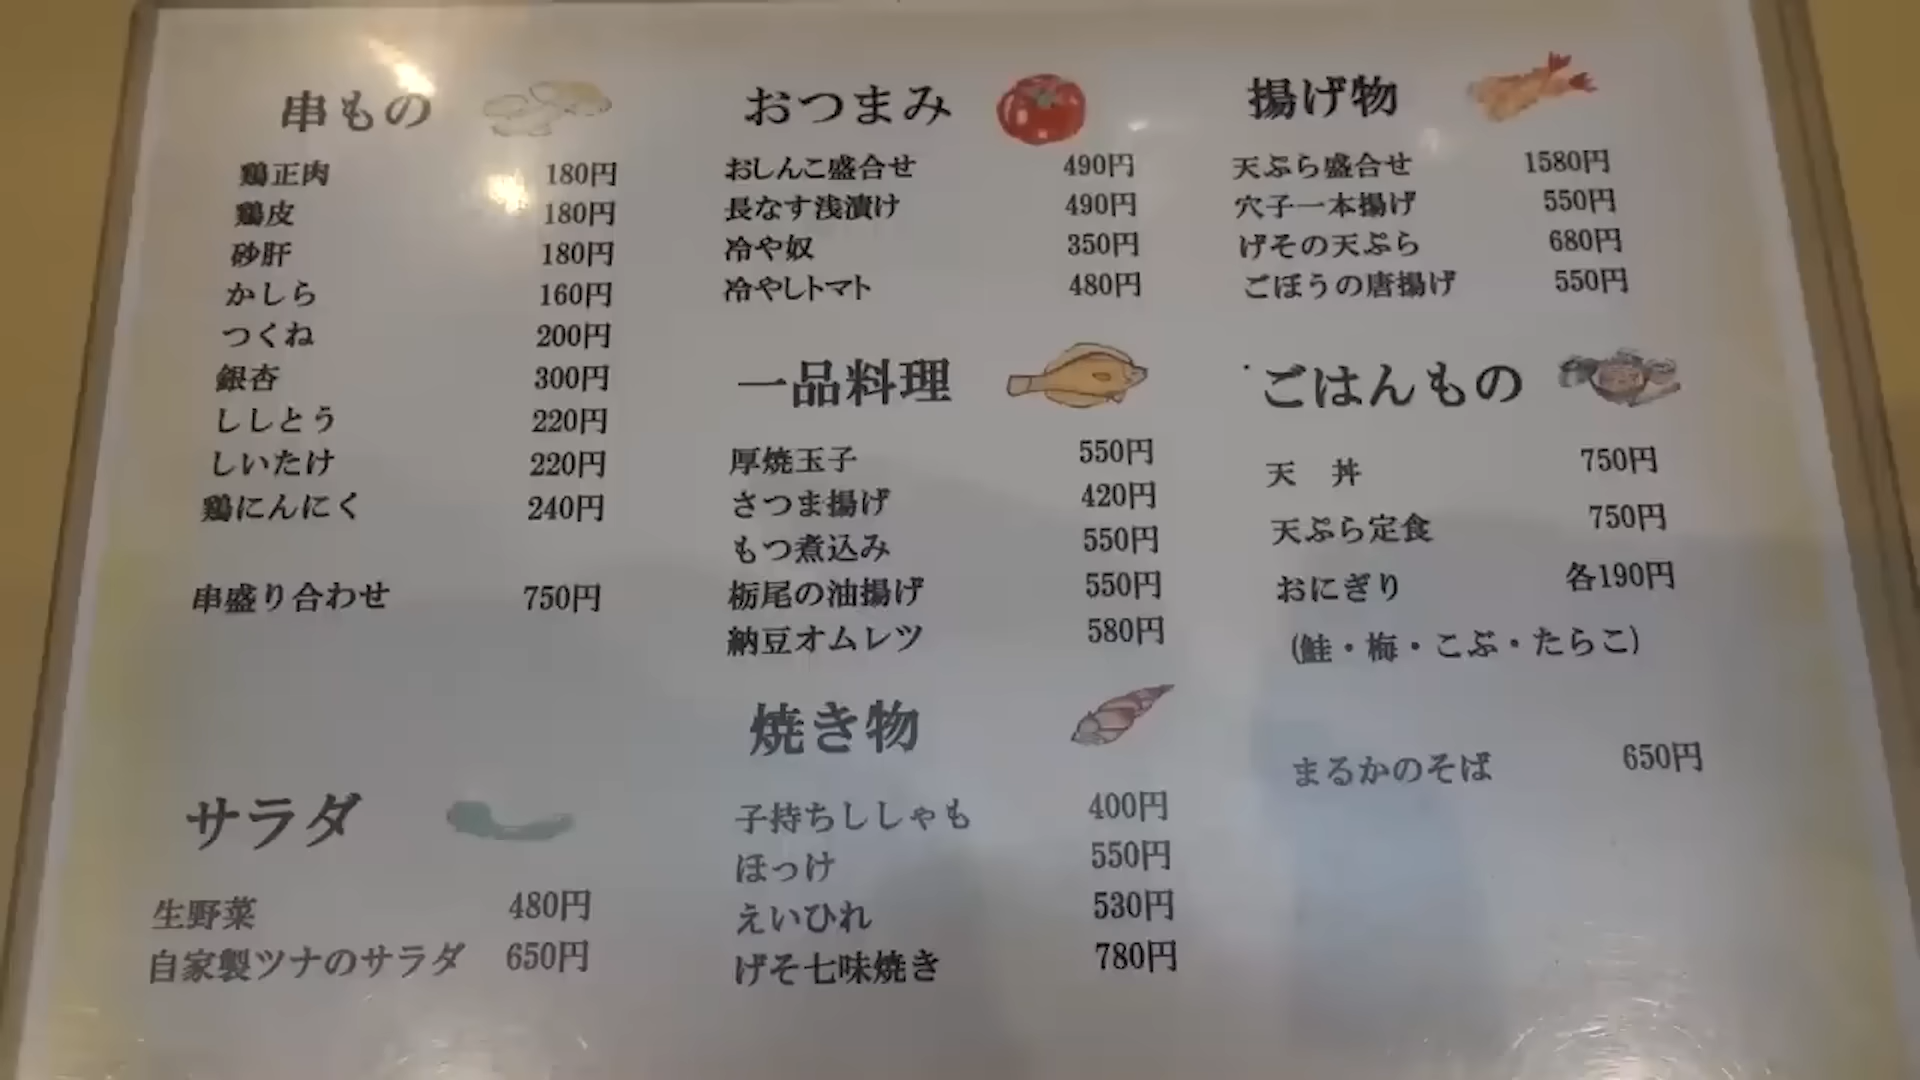 串もの
鶏正肉 180円
鶏皮 180円
砂肝 180円
かしら 160円
つくね 200円
銀杏 300円
ししとう 220円
しいたけ 220円
鶏にんにく 240円
串盛り合わせ 750円
サラダ
生野菜 480円
自家製ツナのサラダ 650円
おつまみ
おしんこ盛合せ 490円
長なす浅漬け 490円
冷や奴 350円
冷やしトマト 480円
一品料理
厚焼玉子 550円
さつま揚げ 420円
もつ煮込み 550円
栃尾の油揚げ 550円
納豆オムレツ 580円
焼き物
子持ちししゃも 400円
ほっけ 550円
えいひれ 530円
げそ七味焼き 780円
揚げ物
天ぷら盛合せ 1580円
穴子一本揚げ 550円
げその天ぷら 680円
ごぼうの唐揚げ 550円
ごはんもの
天 丼 750円
天ぷら定食 750円
おにぎり 各190円
(鮭・梅・こぶ・たらこ)
まるかのそば 650円